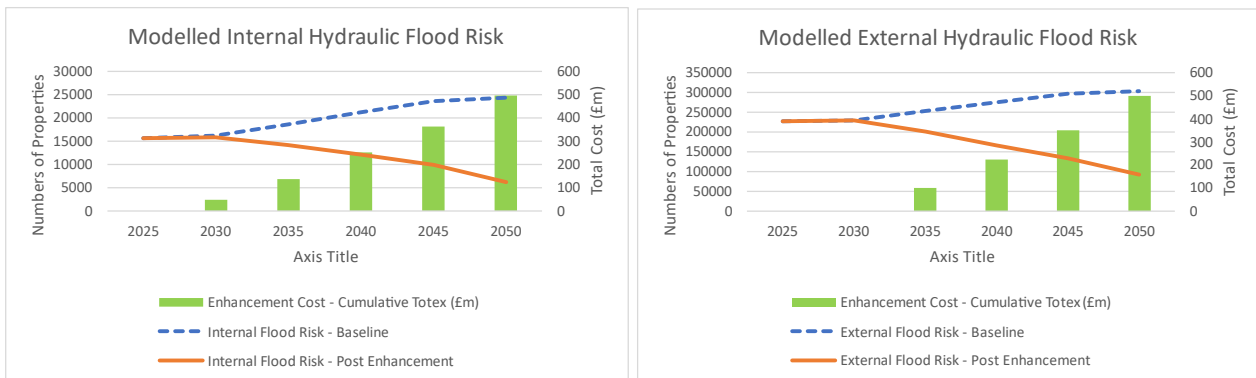 Modelled Internal Hydraulic Flood Risk
Numbers of Properties
30000
25000
20000
15000
10000
5000
0
600
500
400
300
200
100
0
Total Cost (£m)
2025 2030 2035 2040 2045 2050
Axis Title
Enhancement Cost - Cumulative Totex (£m)
Internal Flood Risk - Baseline
Internal Flood Risk - Post Enhancement
Modelled External Hydraulic Flood Risk
Numbers of Properties
350000
300000
250000
200000
150000
100000
50000
0
600
500
400
300
200
100
0
Total Cost (£m)
2025 2030 2035 2040 2045 2050
Axis Title
Enhancement Cost - Cumulative Totex (£m)
External Flood Risk - Baseline
External Flood Risk - Post Enhancement